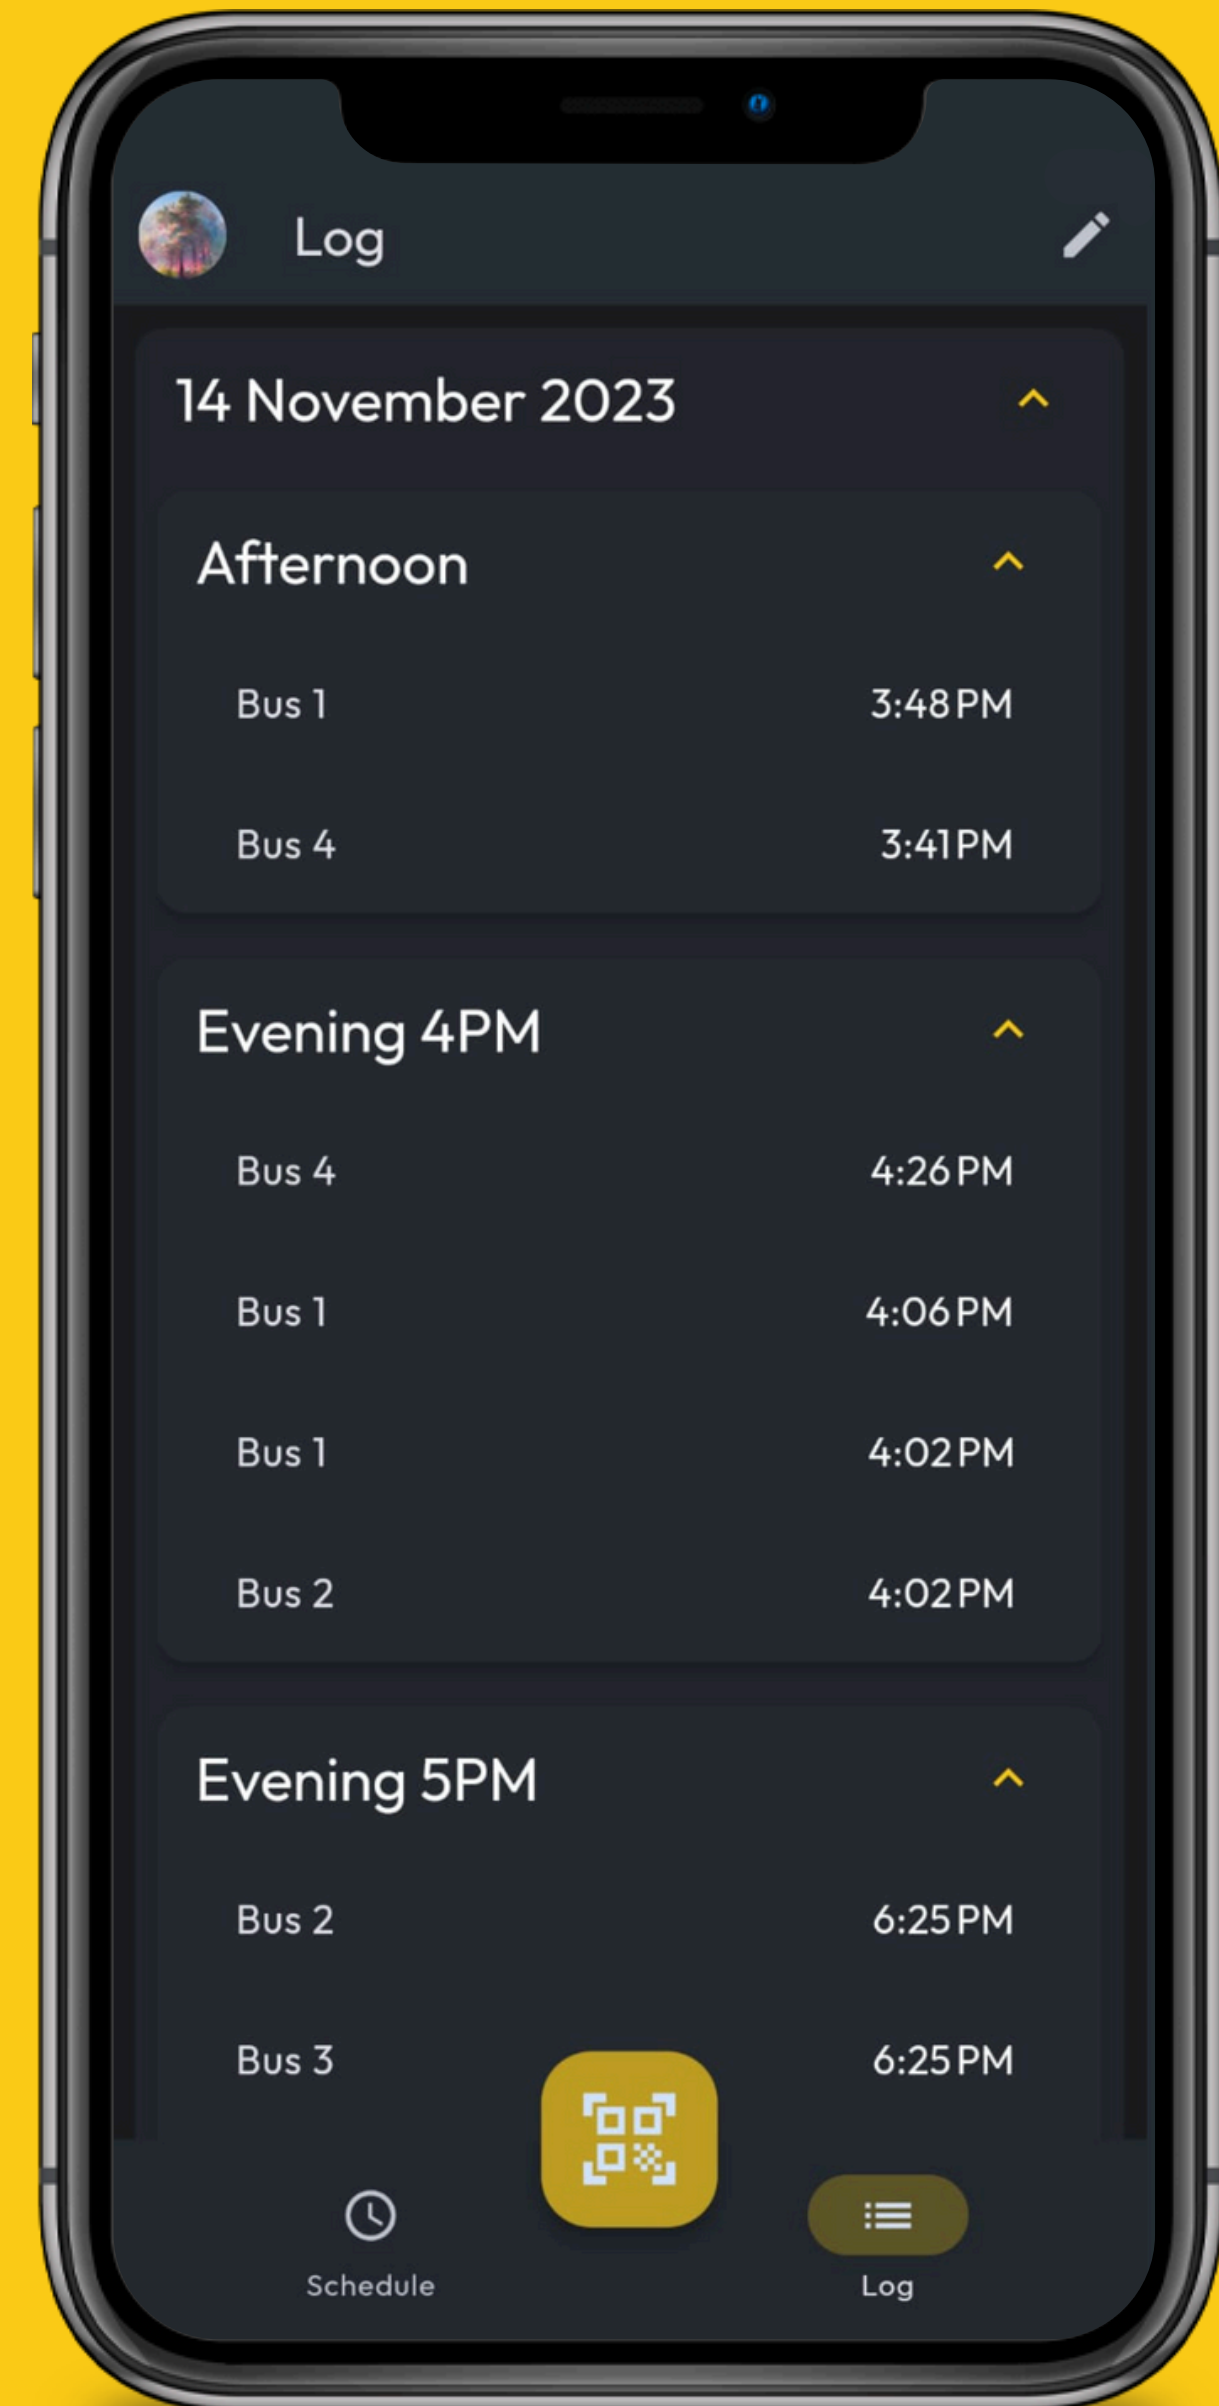 Log
14 November 2023
Afternoon
Bus 1 3:48 PM
Bus 4 3:41 PM
Evening 4PM
Bus 4 4:26 PM
Bus 1 4:06 PM
Bus 1 4:02 PM
Bus 2 4:02 PM
Evening 5PM
Bus 2 6:25 PM
Bus 3 6:25 PM
Schedule Log